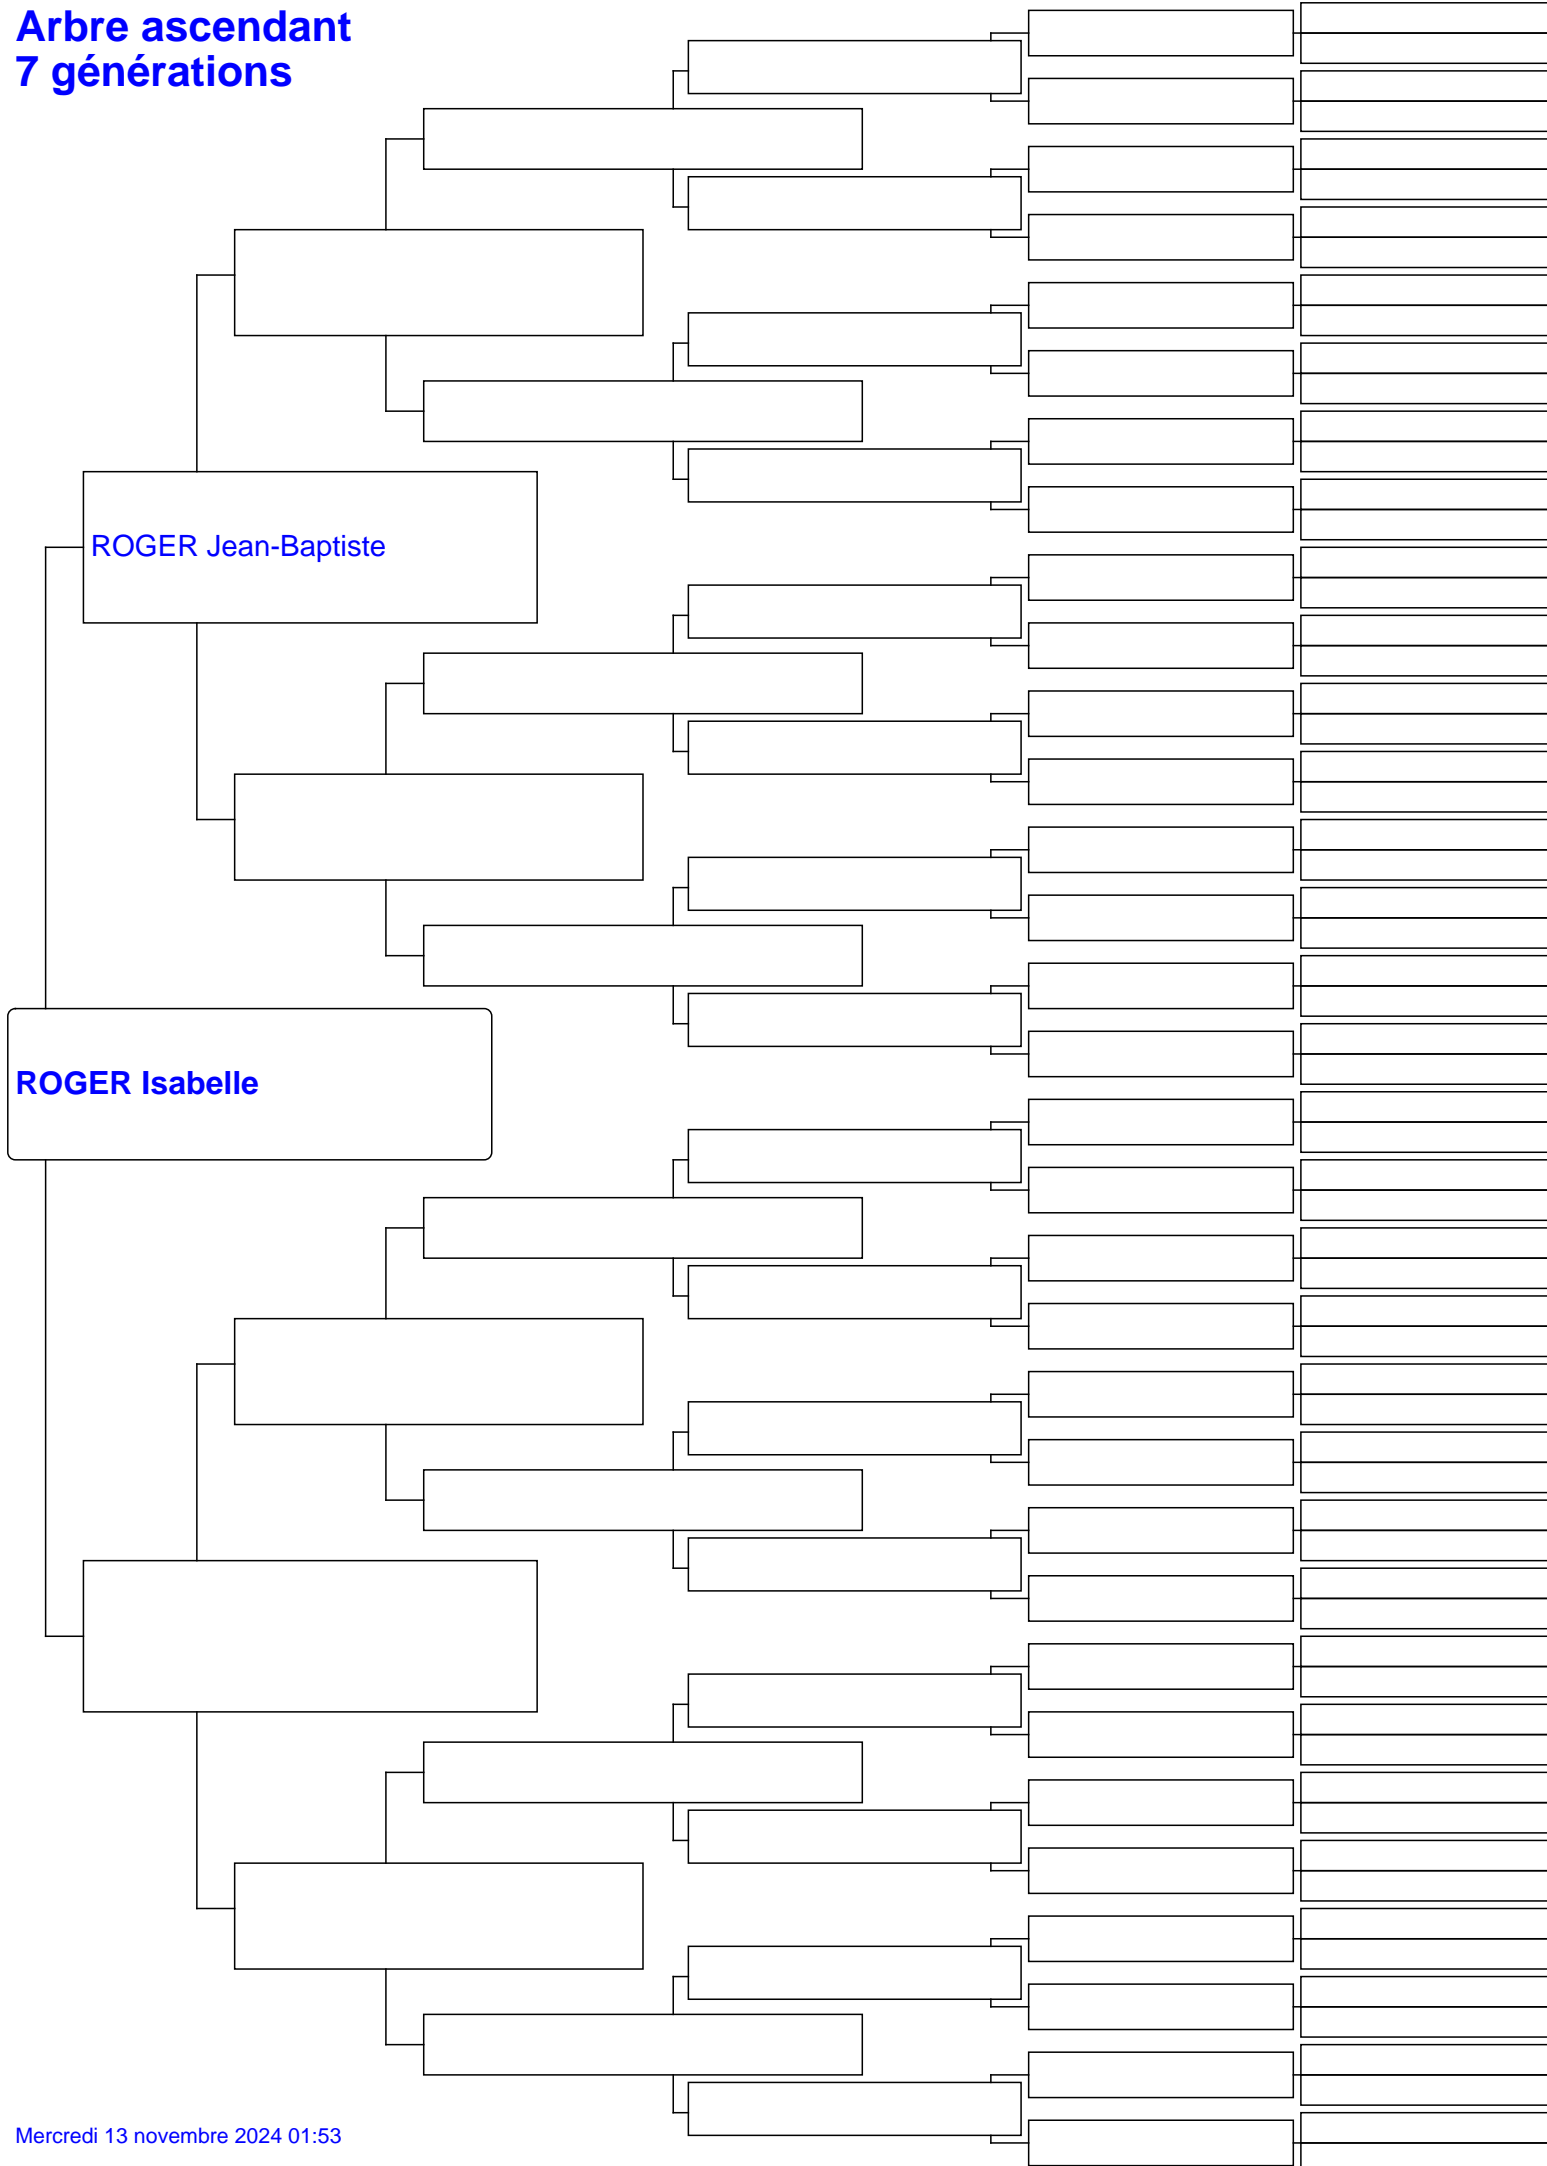 Arbre ascendant
7 générations
ROGER Jean-Baptiste
ROGER Isabelle
Mercredi 13 novembre 2024 01:53